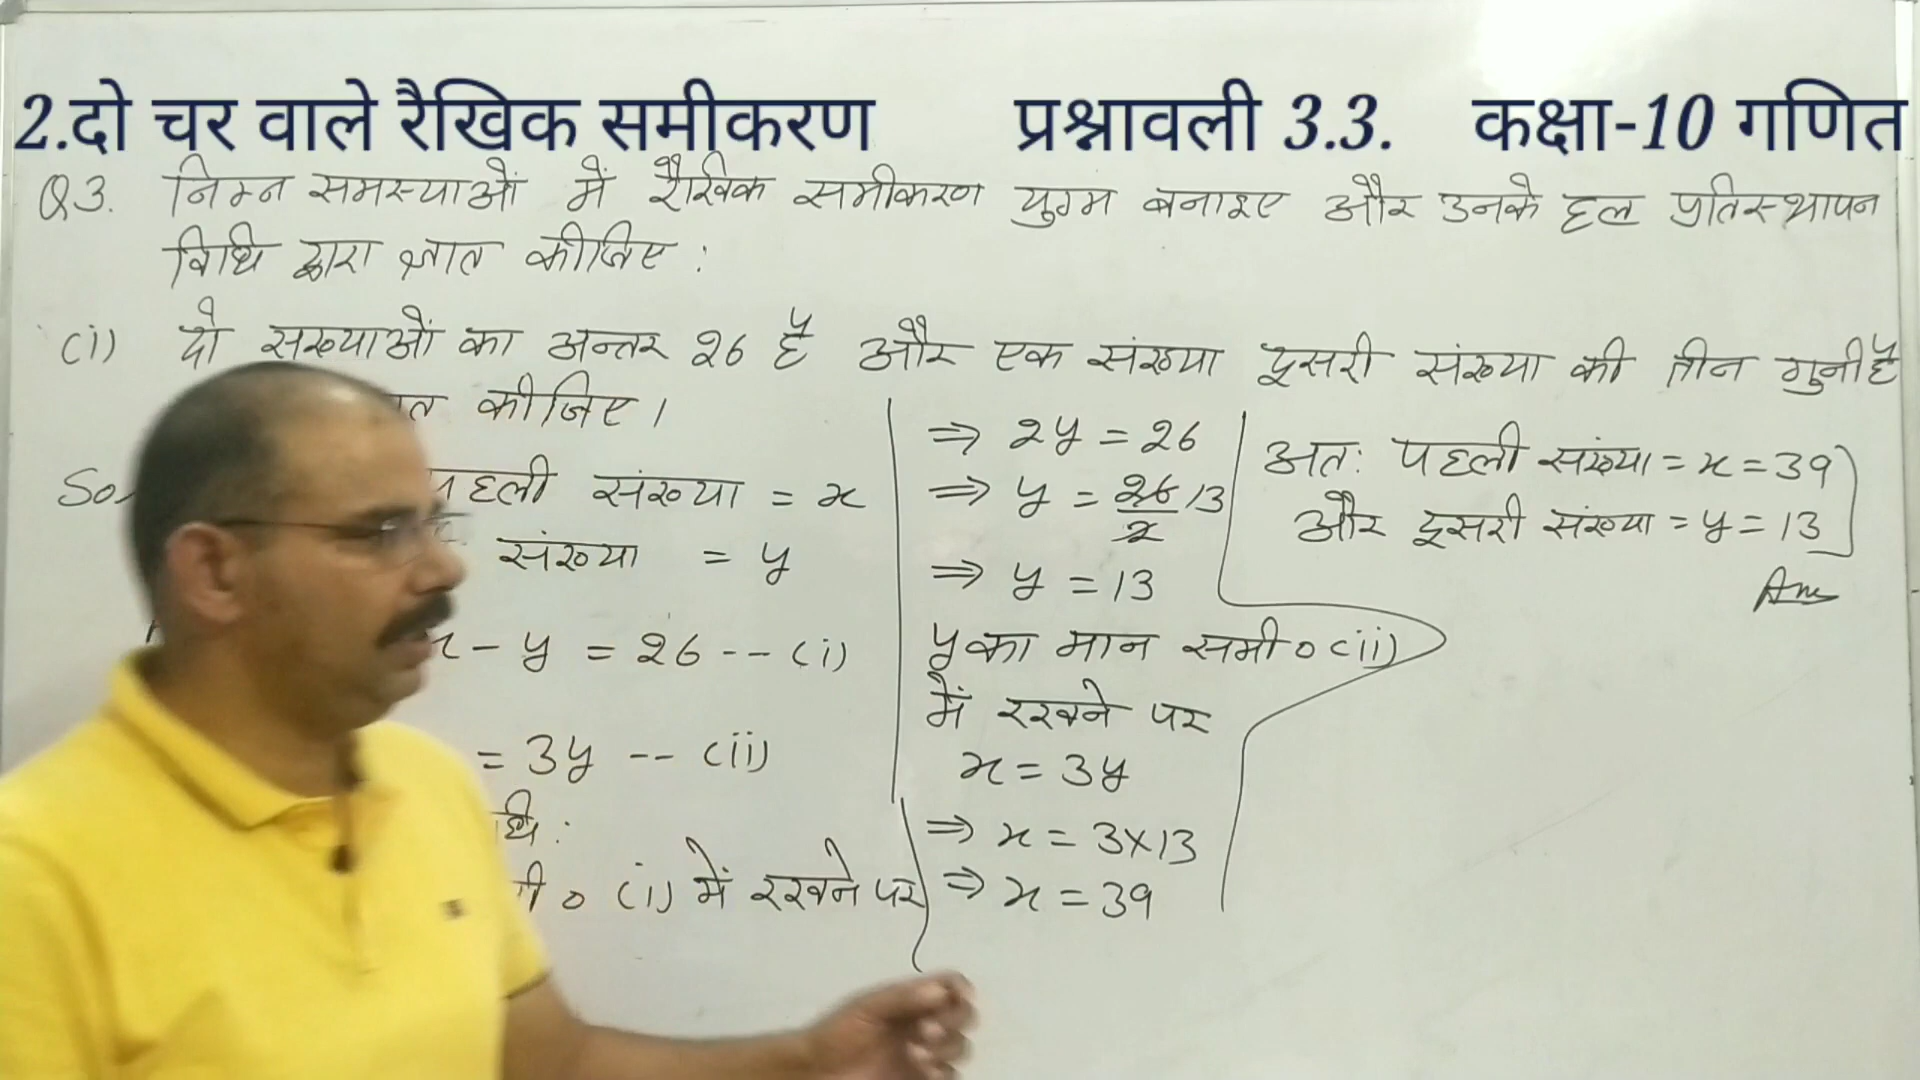 2.दो चर वाले रैखिक समीकरण प्रश्नावली 3.3. कक्षा-10 गणित
Q3. निम्न समस्याओं में रैखिक समीकरण युग्म बनाइए और उनके हल प्रतिस्थापन
विधि द्वारा ज्ञात कीजिए :
(i) दो संख्याओं का अन्तर 26 है और एक संख्या दूसरी संख्या की तीन गुनी है
कीजिए।
पहली संख्या = x
संख्या = y
x - y = 26 -- (i)
= 3y -- (ii)
(i) में रखने पर
⇒ 2y = 26
⇒ y = 26/2 13
⇒ y = 13
y का मान समी० (ii)
में रखने पर
x = 3y
⇒ x = 3×13
⇒ x = 39
अतः पहली संख्या = x = 39
और दूसरी संख्या = y = 13
Ans